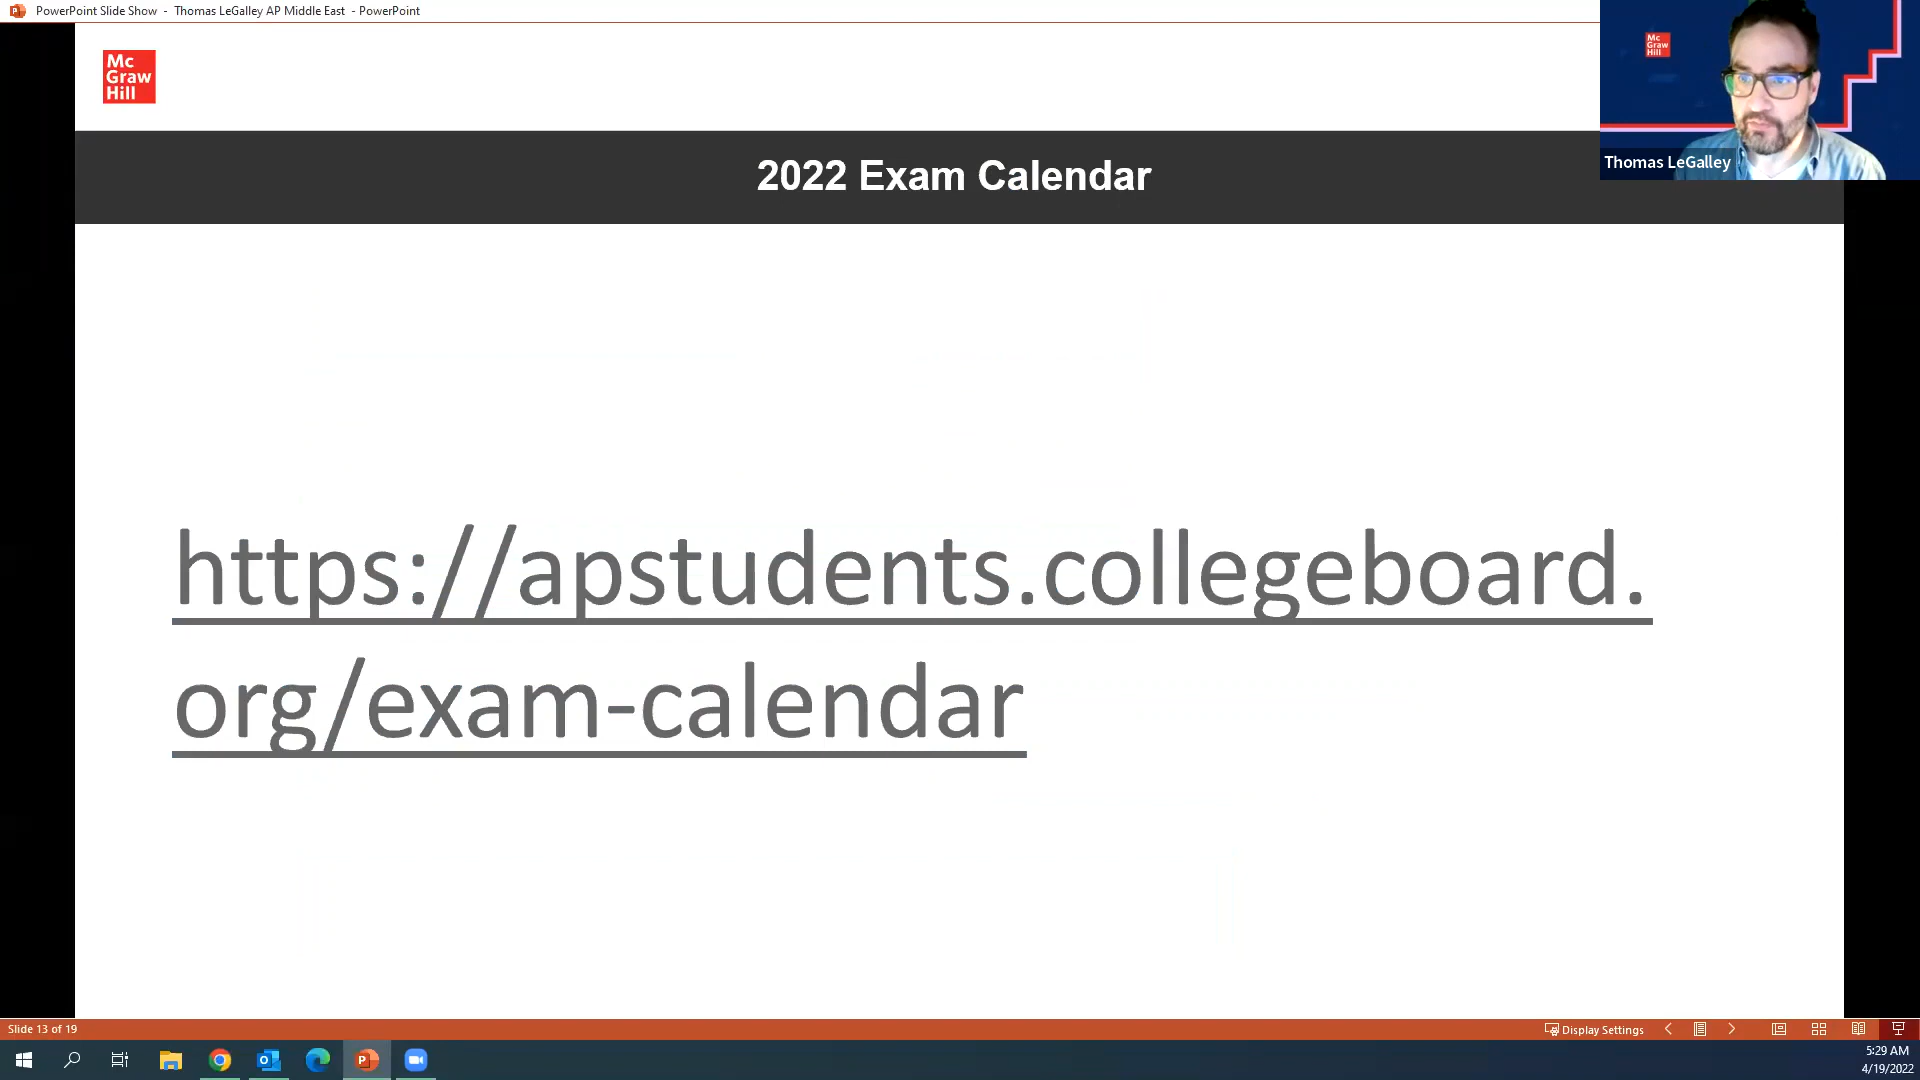 PowerPoint Slide Show - Thomas LeGalley AP Middle East - PowerPoint
Mc
Graw
Hill
Mc
Graw
Hill
Thomas LeGalley
2022 Exam Calendar
https://apstudents.collegeboard.
org/exam-calendar
Slide 13 of 19
Display Settings
5:29 AM
4/19/2022